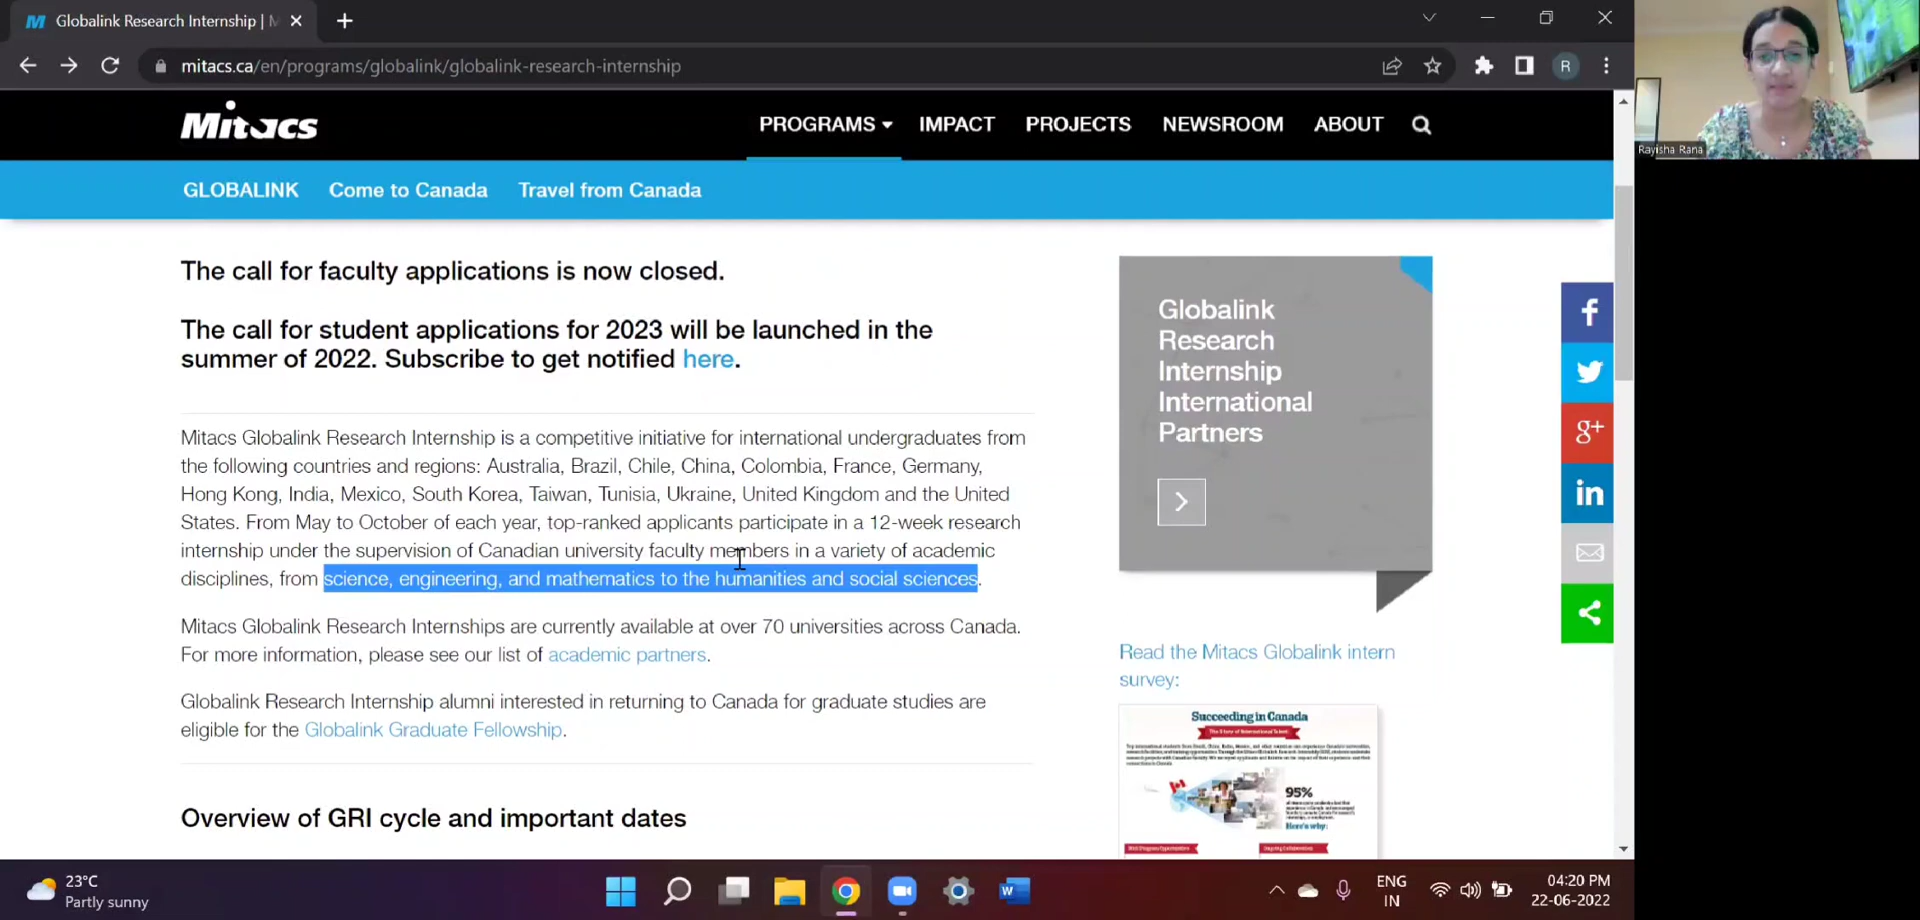 Globalink Research Internship | M
mitacs.ca/en/programs/globalink/globalink-research-internship
R
Rayisha Rana
Mitacs
PROGRAMS IMPACT PROJECTS NEWSROOM ABOUT
GLOBALINK Come to Canada Travel from Canada
The call for faculty applications is now closed.
The call for student applications for 2023 will be launched in the
summer of 2022. Subscribe to get notified here.
Mitacs Globalink Research Internship is a competitive initiative for international undergraduates from
the following countries and regions: Australia, Brazil, Chile, China, Colombia, France, Germany,
Hong Kong, India, Mexico, South Korea, Taiwan, Tunisia, Ukraine, United Kingdom and the United
States. From May to October of each year, top-ranked applicants participate in a 12-week research
internship under the supervision of Canadian university faculty members in a variety of academic
disciplines, from science, engineering, and mathematics to the humanities and social sciences.
Mitacs Globalink Research Internships are currently available at over 70 universities across Canada.
For more information, please see our list of academic partners.
Globalink Research Internship alumni interested in returning to Canada for graduate studies are
eligible for the Globalink Graduate Fellowship.
Overview of GRI cycle and important dates
Globalink
Research
Internship
International
Partners
f
g+
in
Read the Mitacs Globalink intern
survey:
Succeeding in Canada
The Story of International Talent
95%
Here's why:
23°C
Partly sunny
W
ENG
IN
04:20 PM
22-06-2022